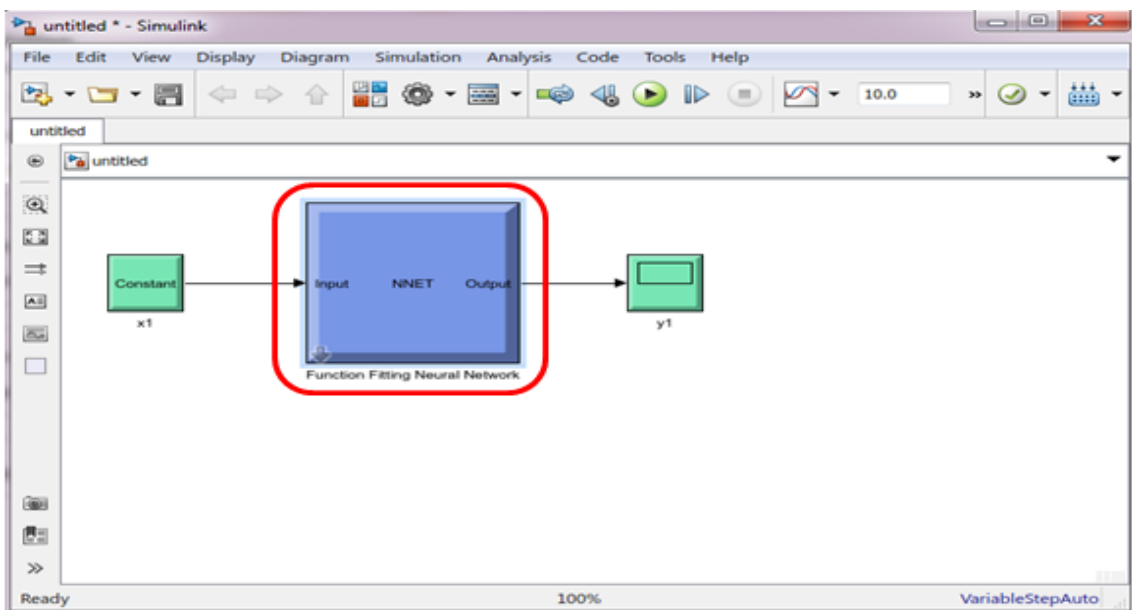 untitled * - Simulink
File Edit View Display Diagram Simulation Analysis Code Tools Help
10.0
untitled
untitled
Constant
Input NNET Output
x1
y1
Function Fitting Neural Network
Ready 100% VariableStepAuto